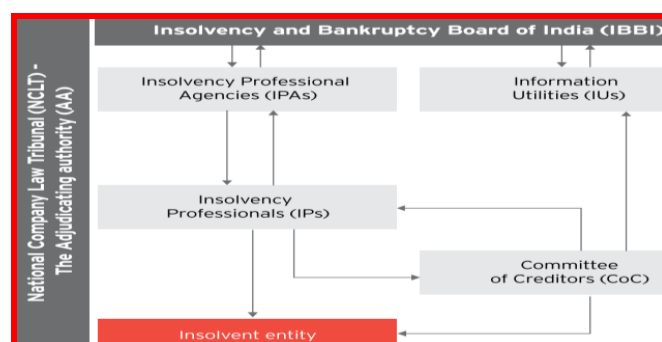 Insolvency and Bankruptcy Board of India (IBBI)
National Company Law Tribunal (NCLT) -
The Adjudicating authority (AA)
Insolvency Professional
Agencies (IPAs)
Information
Utilities (IUs)
Insolvency
Professionals (IPs)
Committee
of Creditors (CoC)
Insolvent entity